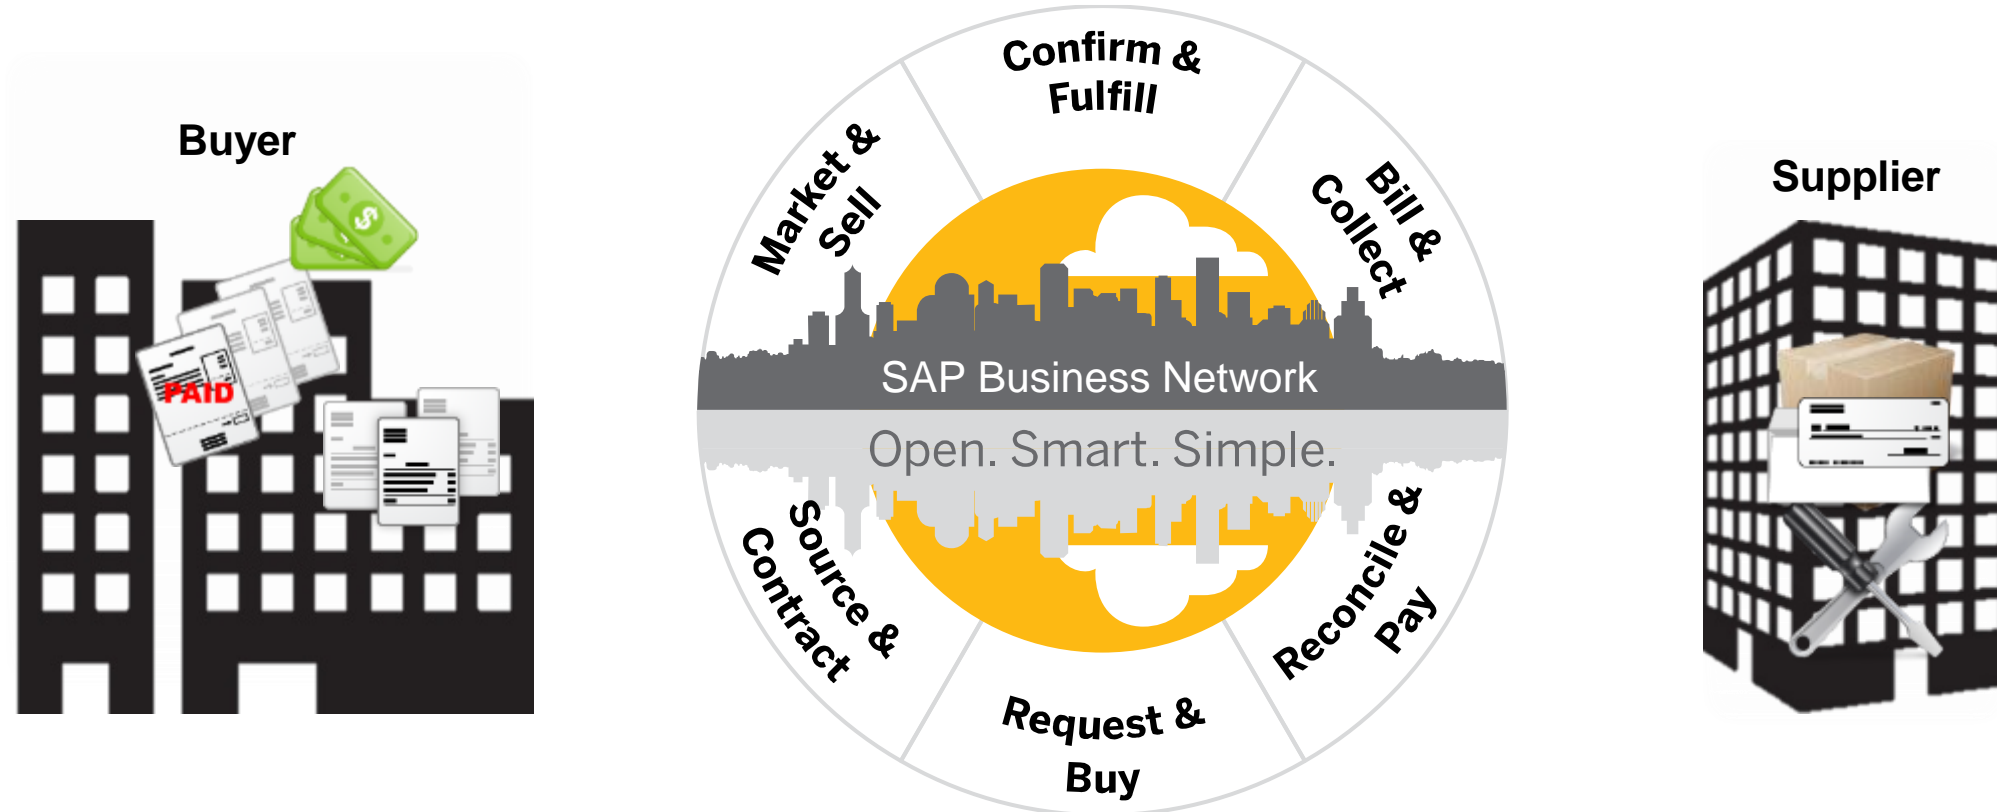 Buyer
PAID
Confirm &
Fulfill
Market &
Sell
Bill &
Collect
SAP Business Network
Open. Smart. Simple.
Source &
Contract
Reconcile &
Pay
Request &
Buy
Supplier